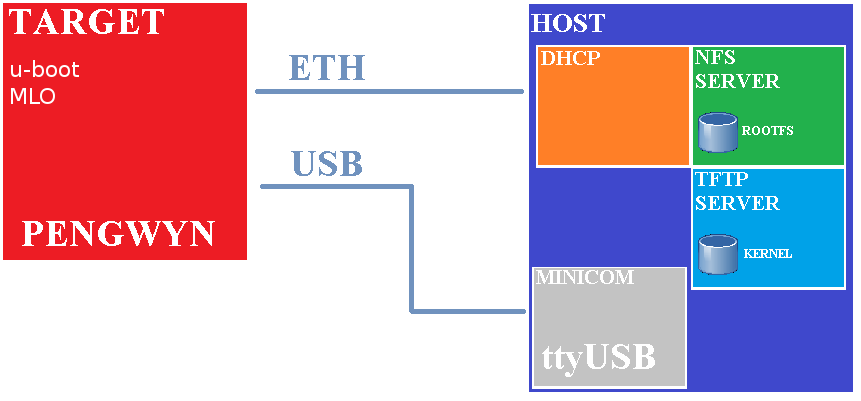 TARGET
u-boot
MLO
PENGWYN
ETH
USB
HOST
DHCP
NFS
SERVER
ROOTFS
TFTP
SERVER
KERNEL
MINICOM
ttyUSB